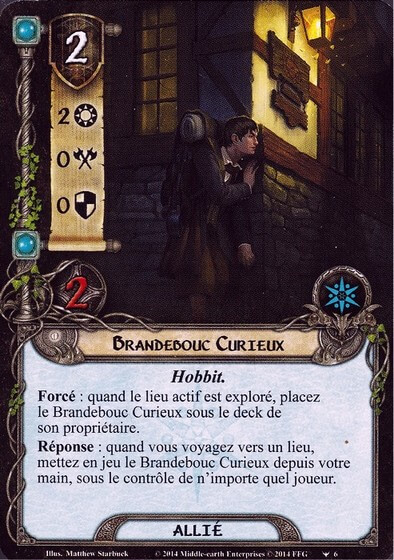 2
2
0
0
2
Brandebouc Curieux
Hobbit.
Forcé : quand le lieu actif est exploré, placez
le Brandebouc Curieux sous le deck de
son propriétaire.
Réponse : quand vous voyagez vers un lieu,
mettez en jeu le Brandebouc Curieux depuis votre
main, sous le contrôle de n'importe quel joueur.
ALLIÉ
Illus. Matthew Starbuck © 2014 Middle-earth Enterprises © 2014 FFG 6